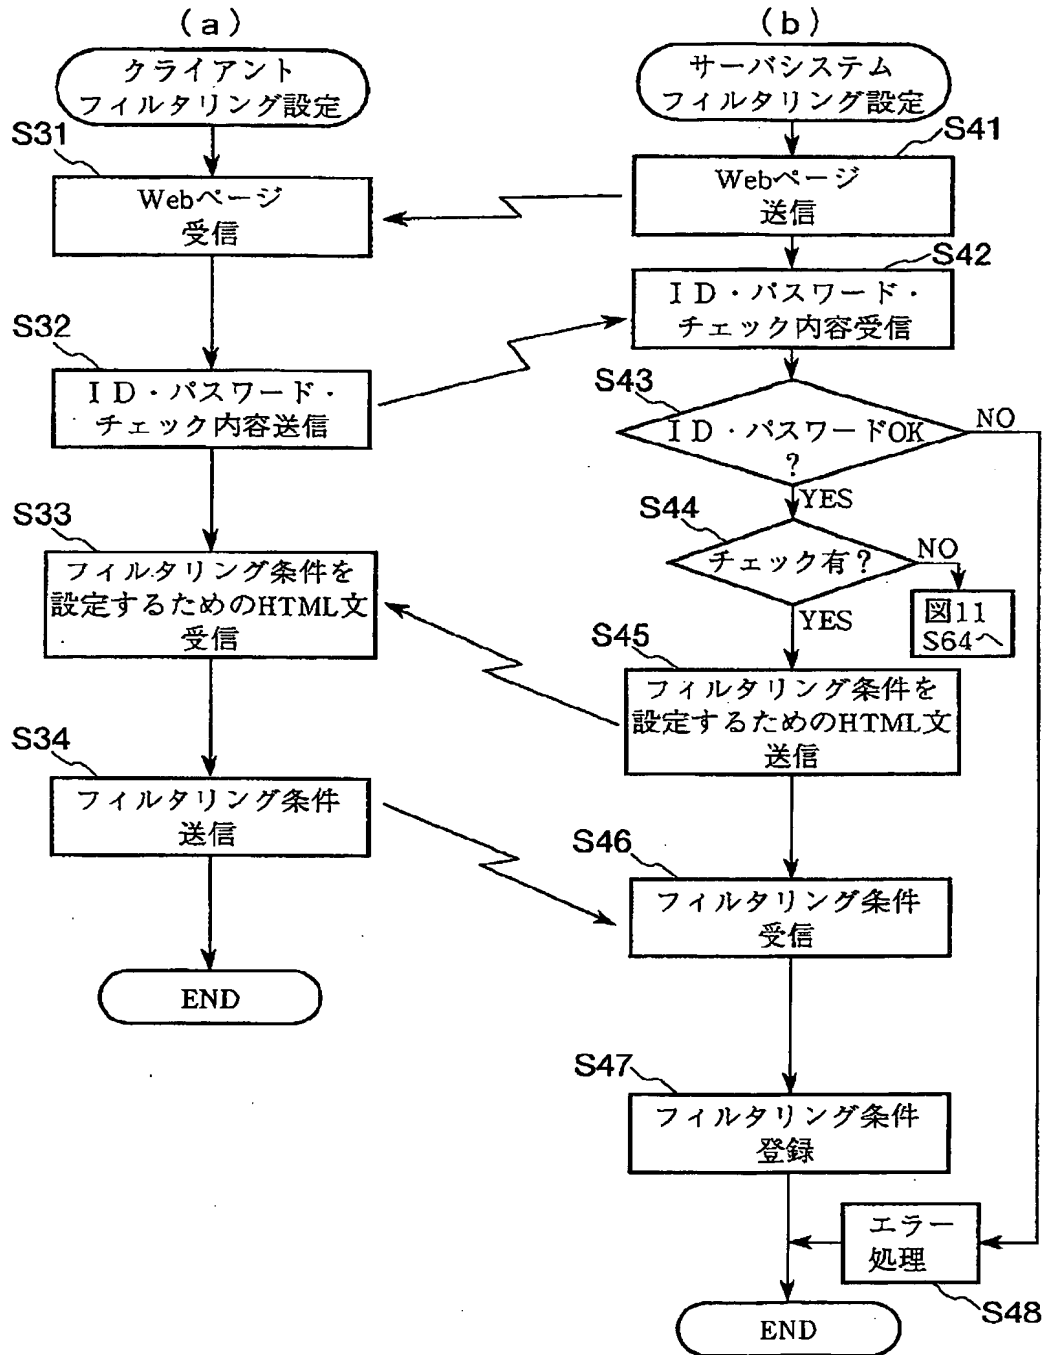 (a)
クライアント
フィルタリング設定
S31
Webページ
受信
S32
ID・パスワード・
チェック内容送信
S33
フィルタリング条件を
設定するためのHTML文
受信
S34
フィルタリング条件
送信
END
(b)
サーバシステム
フィルタリング設定
S41
Webページ
送信
S42
ID・パスワード・
チェック内容受信
S43
ID・パスワードOK
?
NO
YES
S44
チェック有?
NO
図11
S64へ
YES
S45
フィルタリング条件を
設定するためのHTML文
送信
S46
フィルタリング条件
受信
S47
フィルタリング条件
登録
エラー
処理
S48
END